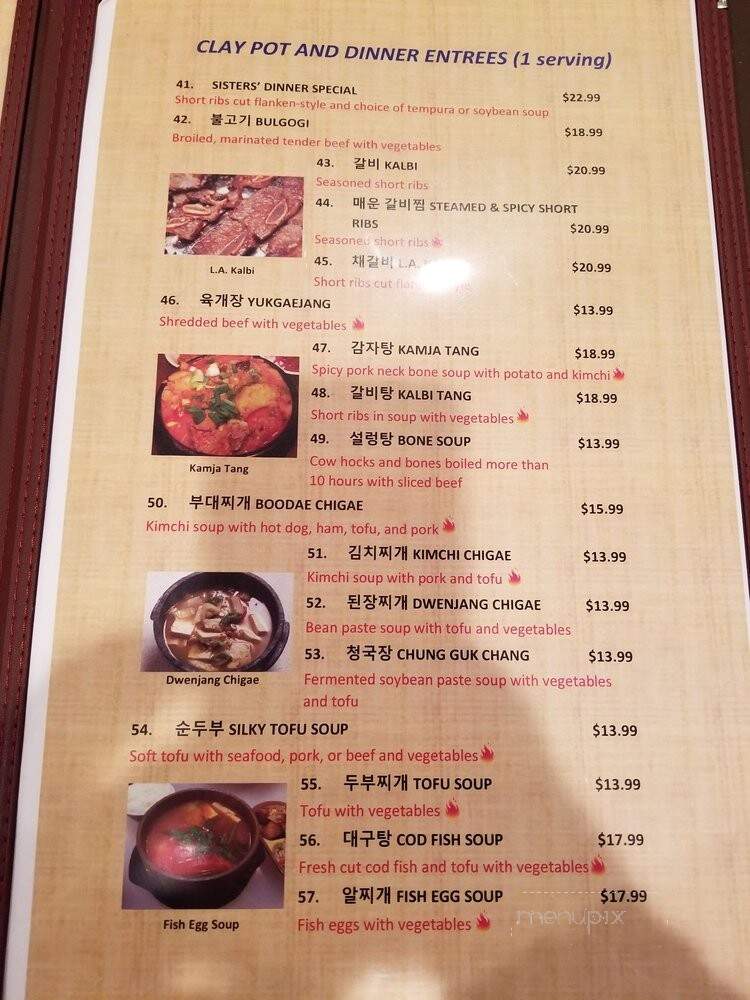 CLAY POT AND DINNER ENTREES (1 serving)
41. SISTERS' DINNER SPECIAL $22.99
Short ribs cut flanken-style and choice of tempura or soybean soup
42. 불고기 BULGOGI $18.99
Broiled, marinated tender beef with vegetables
43. 갈비 KALBI $20.99
Seasoned short ribs
44. 매운 갈비찜 STEAMED & SPICY SHORT
RIBS $20.99
Seasoned short ribs
45. 채갈비 L.A. $20.99
Short ribs cut
L.A. Kalbi
46. 육개장 YUKGAEJANG $13.99
Shredded beef with vegetables
47. 감자탕 KAMJA TANG $18.99
Spicy pork neck bone soup with potato and kimchi
48. 갈비탕 KALBI TANG $18.99
Short ribs in soup with vegetables
49. 설렁탕 BONE SOUP $13.99
Cow hocks and bones boiled more than
10 hours with sliced beef
Kamja Tang
50. 부대찌개 BOODAE CHIGAE $15.99
Kimchi soup with hot dog, ham, tofu, and pork
51. 김치찌개 KIMCHI CHIGAE $13.99
Kimchi soup with pork and tofu
52. 된장찌개 DWENJANG CHIGAE $13.99
Bean paste soup with tofu and vegetables
53. 청국장 CHUNG GUK CHANG $13.99
Fermented soybean paste soup with vegetables
and tofu
Dwenjang Chigae
54. 순두부 SILKY TOFU SOUP $13.99
Soft tofu with seafood, pork, or beef and vegetables
55. 두부찌개 TOFU SOUP $13.99
Tofu with vegetables
56. 대구탕 COD FISH SOUP $17.99
Fresh cut cod fish and tofu with vegetables
57. 알찌개 FISH EGG SOUP $17.99
Fish eggs with vegetables
Fish Egg Soup
menupix